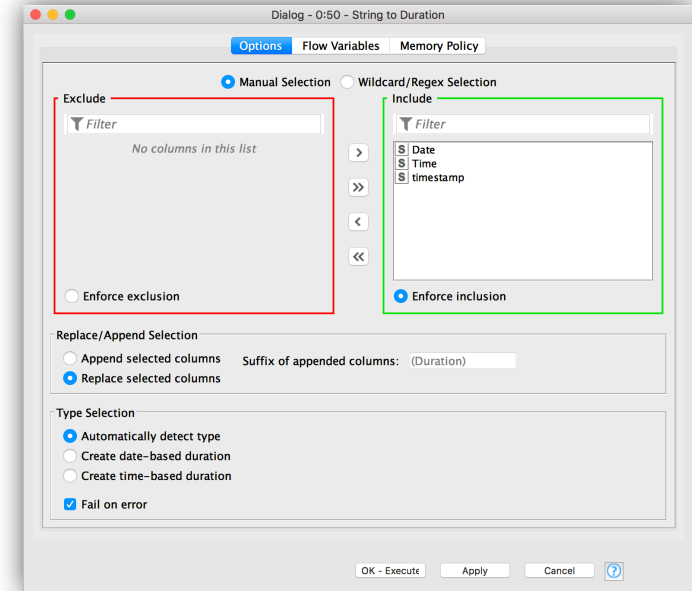 Dialog - 0:50 - String to Duration
Options Flow Variables Memory Policy
Manual Selection Wildcard/Regex Selection
Exclude
Filter
No columns in this list
Enforce exclusion
> 
>>
<
<<
Include
Filter
S Date
S Time
S timestamp
Enforce inclusion
Replace/Append Selection
Append selected columns Suffix of appended columns: (Duration)
Replace selected columns
Type Selection
Automatically detect type
Create date-based duration
Create time-based duration
Fail on error
OK - Execute Apply Cancel ?